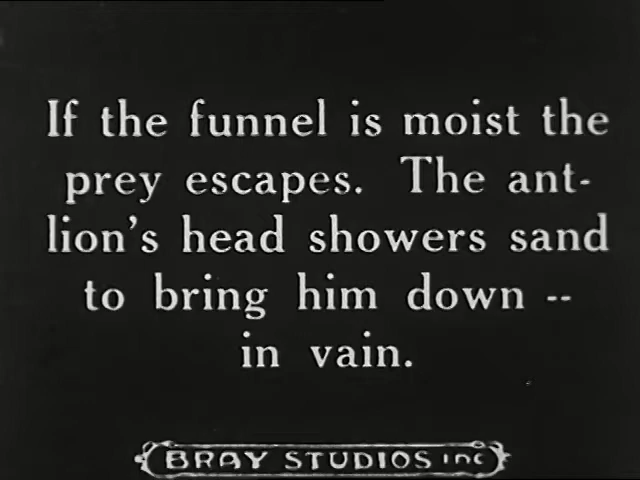 If the funnel is moist the
prey escapes. The ant-
lion's head showers sand
to bring him down --
in vain.
BRAY STUDIOS INC